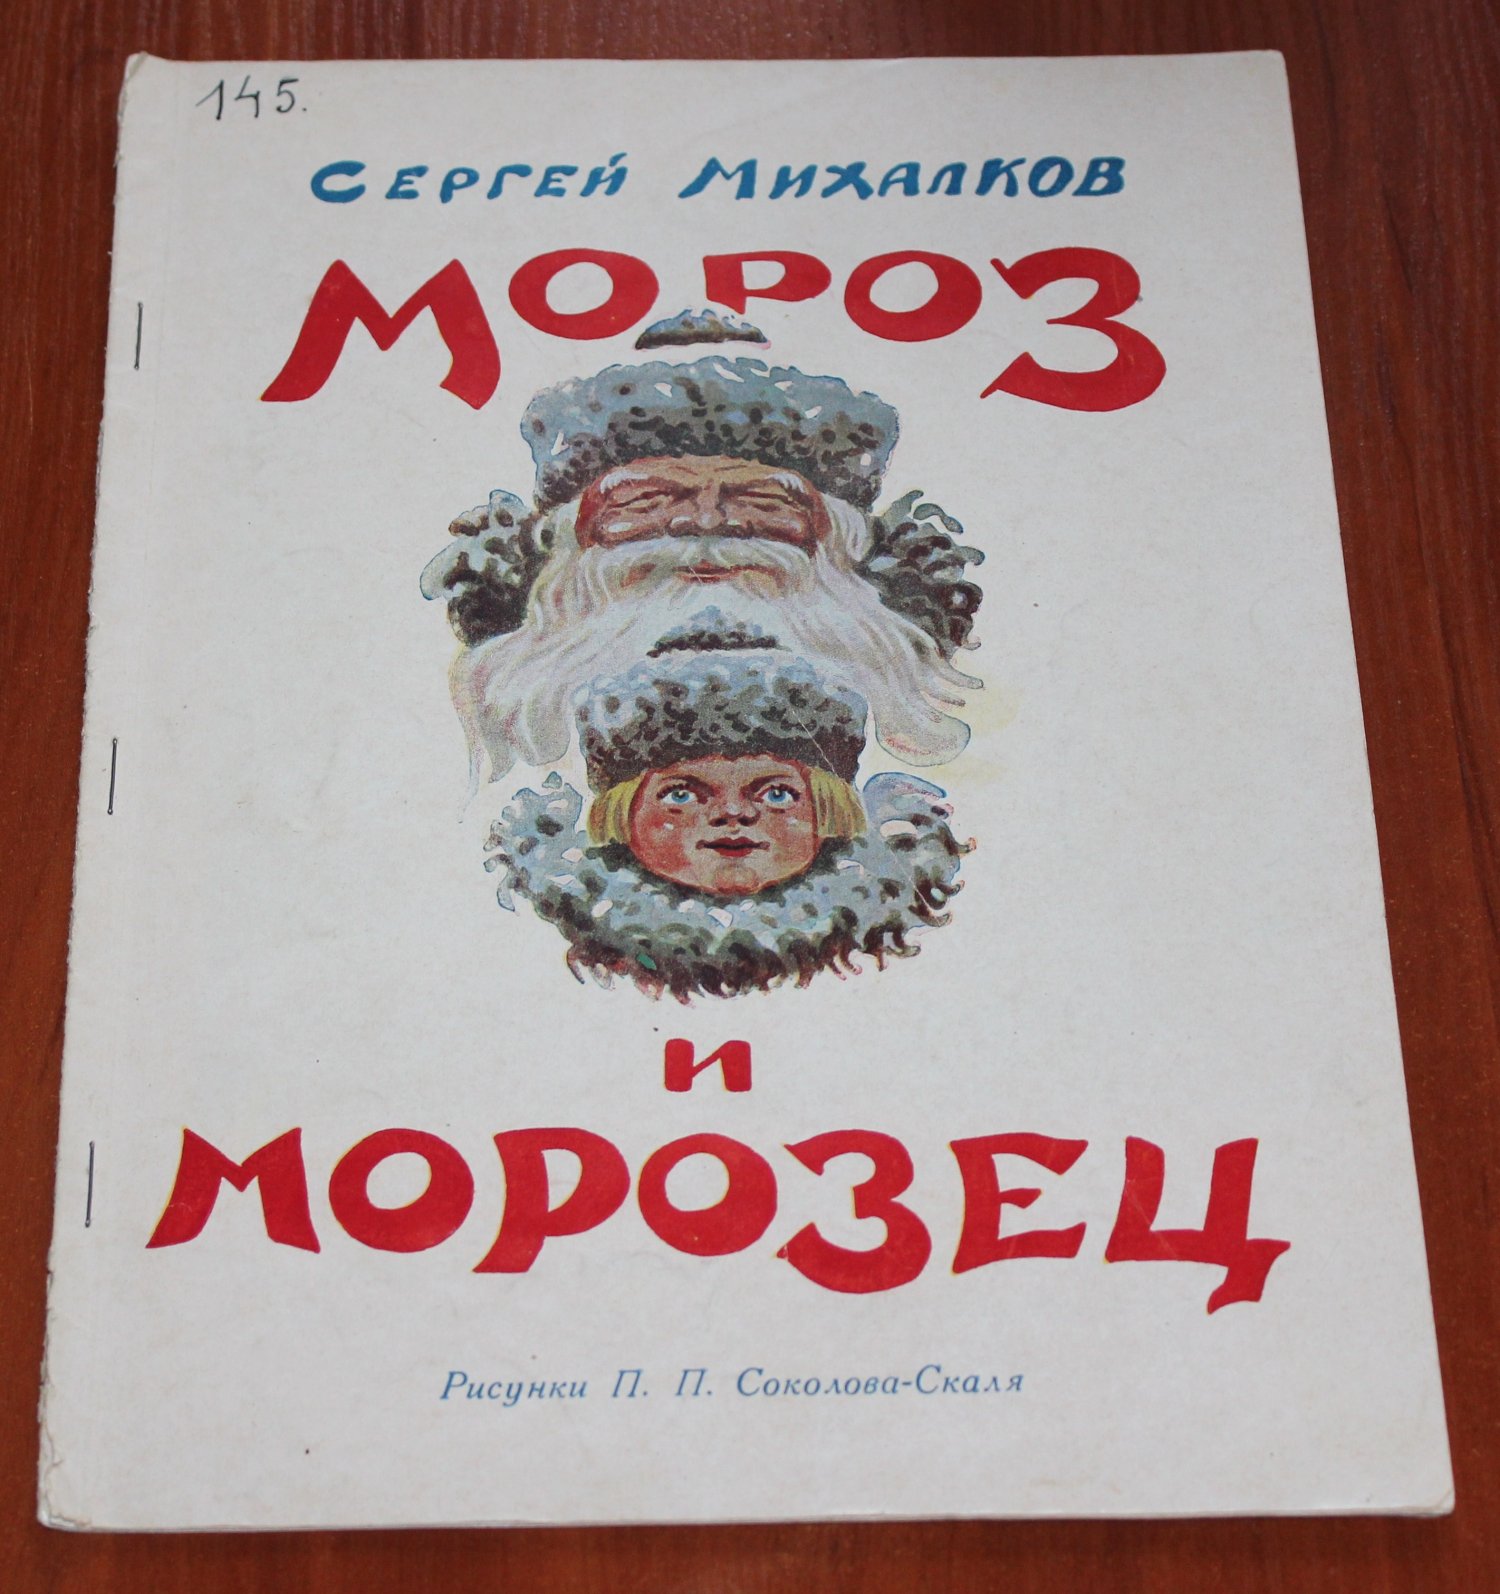 145.
СЕРГЕЙ МИХАЛКОВ
МОРОЗ
И
МОРОЗЕЦ
Рисунки П. П. Соколова-Скаля